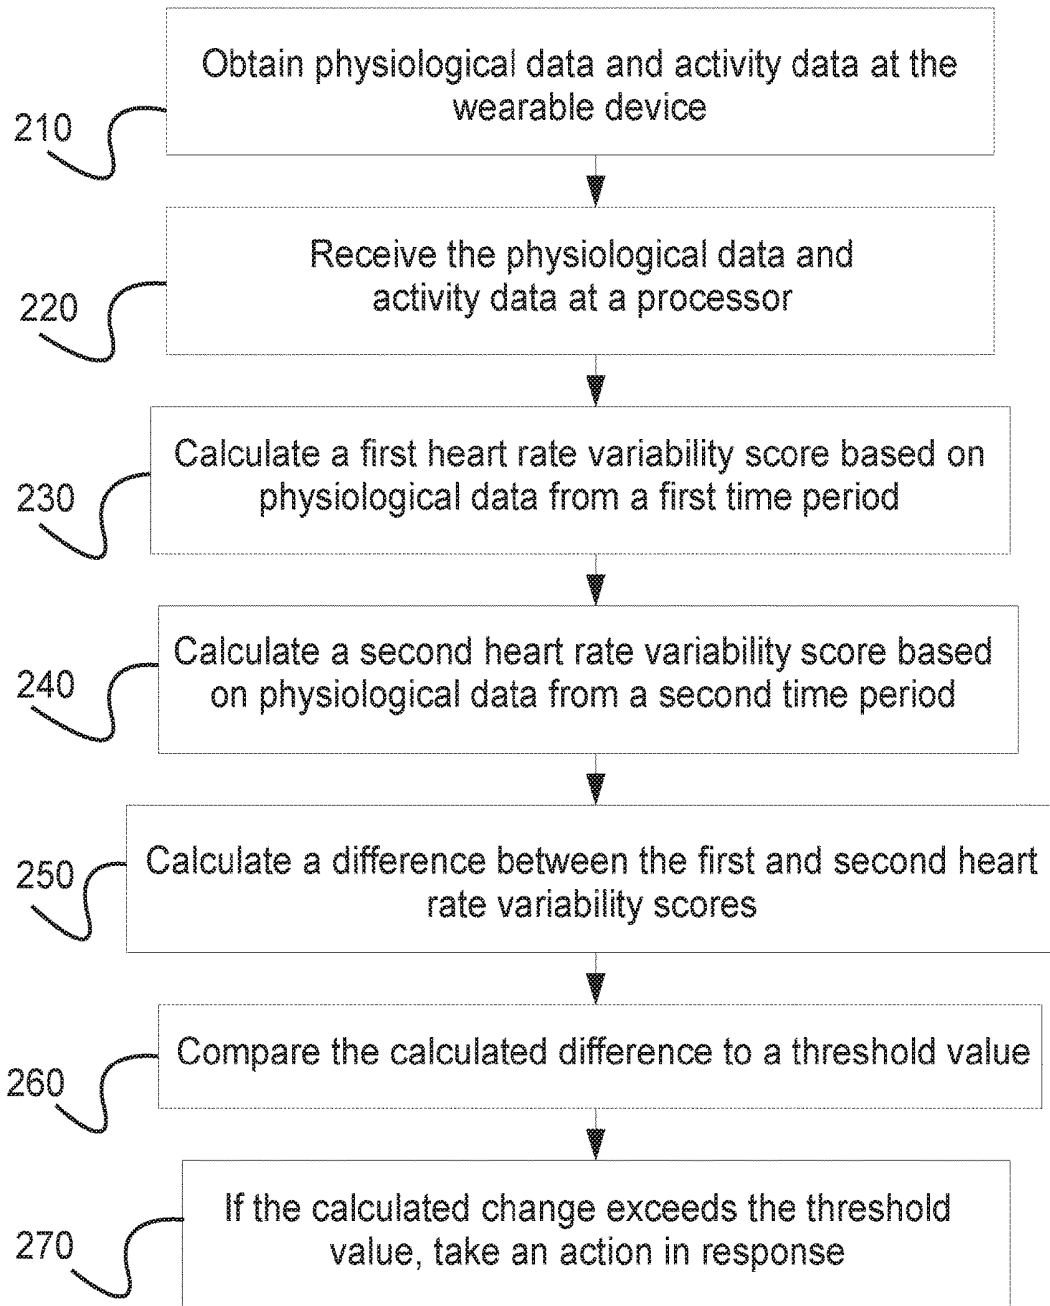 Obtain physiological data and activity data at the
wearable device
210
Receive the physiological data and
activity data at a processor
220
Calculate a first heart rate variability score based on
physiological data from a first time period
230
Calculate a second heart rate variability score based
on physiological data from a second time period
240
Calculate a difference between the first and second heart
rate variability scores
250
Compare the calculated difference to a threshold value
260
If the calculated change exceeds the threshold
value, take an action in response
270